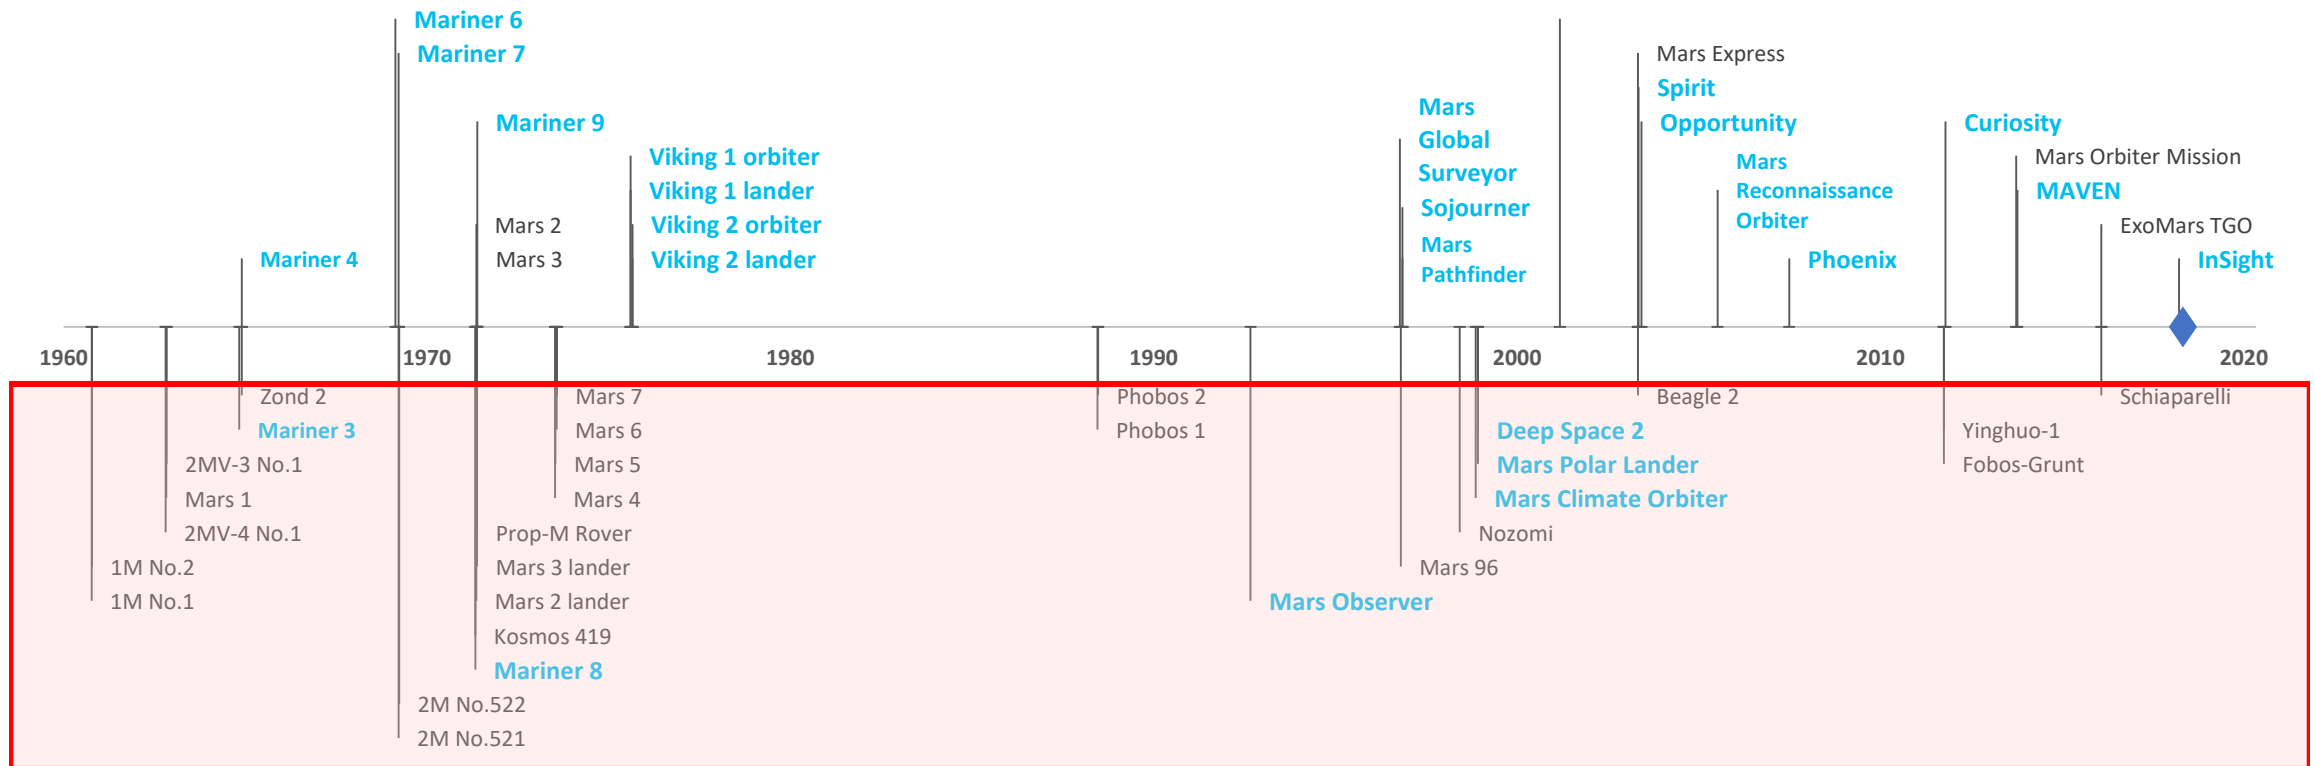 Mariner 6
Mariner 7
Mars Express
Spirit
Mars
Global
Surveyor
Mariner 9
Opportunity
Curiosity
Viking 1 orbiter
Mars
Reconnaissance
Orbiter
Mars Orbiter Mission
Viking 1 lander
MAVEN
Sojourner
Mars 2
Viking 2 orbiter
ExoMars TGO
Mars
Pathfinder
Mariner 4
Mars 3
Viking 2 lander
Phoenix
InSight
1960
1970
1980
1990
2000
2010
2020
Zond 2
Mars 7
Phobos 2
Beagle 2
Schiaparelli
Mariner 3
Mars 6
Phobos 1
Deep Space 2
Yinghuo-1
2MV-3 No.1
Mars 5
Mars Polar Lander
Fobos-Grunt
Mars 1
Mars 4
Mars Climate Orbiter
2MV-4 No.1
Prop-M Rover
Nozomi
1M No.2
Mars 3 lander
Mars 96
1M No.1
Mars 2 lander
Mars Observer
Kosmos 419
Mariner 8
2M No.522
2M No.521